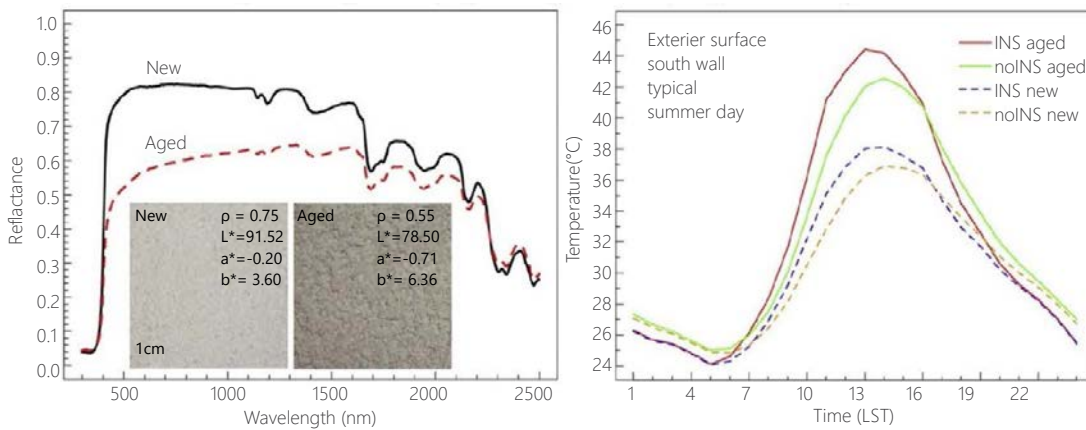 1.0
0.9
0.8
0.7
0.6
0.5
0.4
0.3
0.2
0.1
0.0
Reflactance
New
Aged
New
ρ = 0.75
L*=91.52
a*=-0.20
b*= 3.60
1cm
Aged
ρ = 0.55
L*=78.50
a*=-0.71
b*= 6.36
500 1000 1500 2000 2500
Wavelength (nm)
46
44
42
40
38
36
34
32
30
28
26
24
Temperature(°C)
Exterier surface
south wall
typical
summer day
INS aged
noINS aged
INS new
noINS new
1 4 7 10 13 16 19 22
Time (LST)